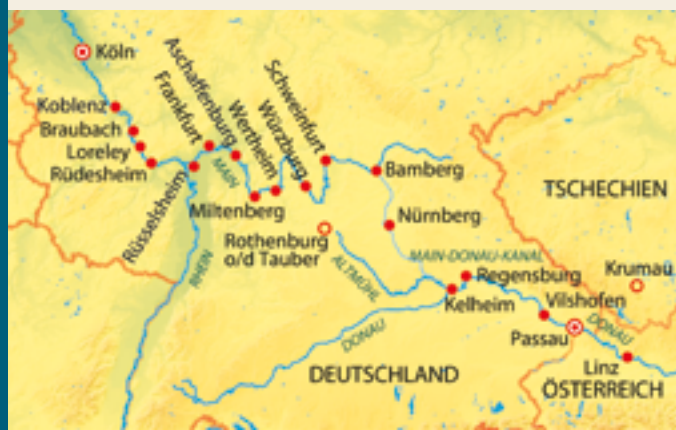 Köln
Koblenz
Braubach
Loreley
Rüdesheim
Rüsselsheim
Frankfurt
Aschaffenburg
Wertheim
Würzburg
Schweinfurt
MAIN
Miltenberg
RHEIN
Bamberg
Nürnberg
Rothenburg
o/d Tauber
ALTMÜHL
MAIN-DONAU-KANAL
Regensburg
Kelheim
Vilshofen
Passau
DONAU
DONAU
Linz
Krumau
TSCHECHIEN
DEUTSCHLAND
ÖSTERREICH